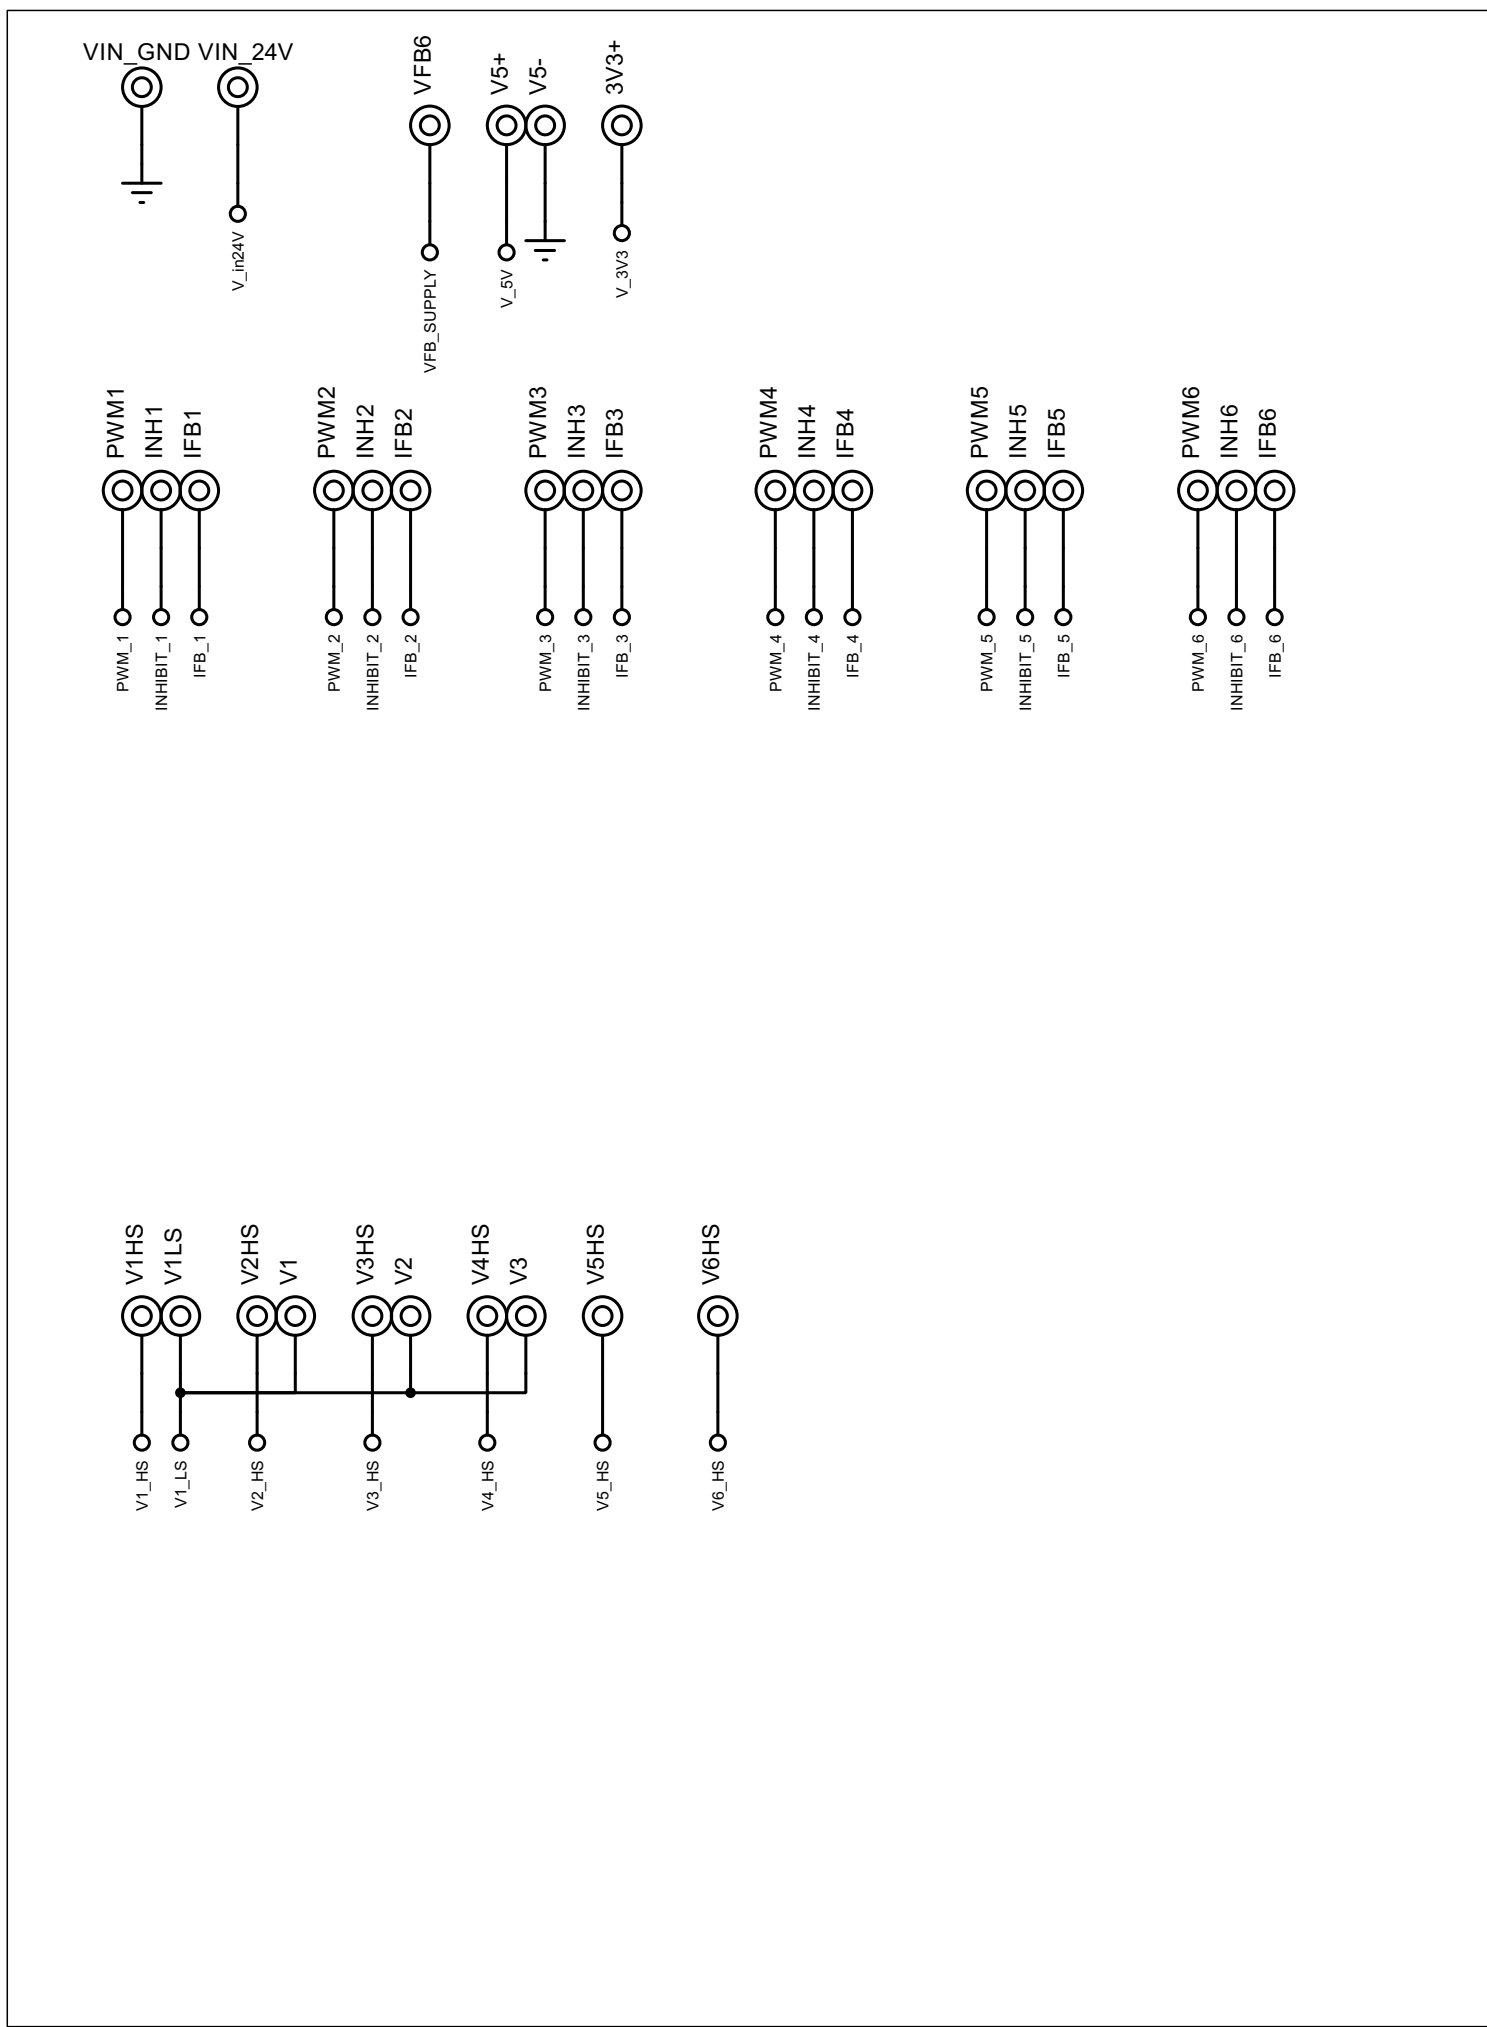 VIN_GND VIN_24V
VFB6
V5+
V5-
3V3+
V_in24V
VFB_SUPPLY
V_5V
V_3V3
PWM1
INH1
IFB1
PWM2
INH2
IFB2
PWM3
INH3
IFB3
PWM4
INH4
IFB4
PWM5
INH5
IFB5
PWM6
INH6
IFB6
PWM_1
INHIBIT_1
IFB_1
PWM_2
INHIBIT_2
IFB_2
PWM_3
INHIBIT_3
IFB_3
PWM_4
INHIBIT_4
IFB_4
PWM_5
INHIBIT_5
IFB_5
PWM_6
INHIBIT_6
IFB_6
V1HS
V1LS
V2HS
V1
V3HS
V2
V4HS
V3
V5HS
V6HS
V1_HS
V1_LS
V2_HS
V3_HS
V4_HS
V5_HS
V6_HS